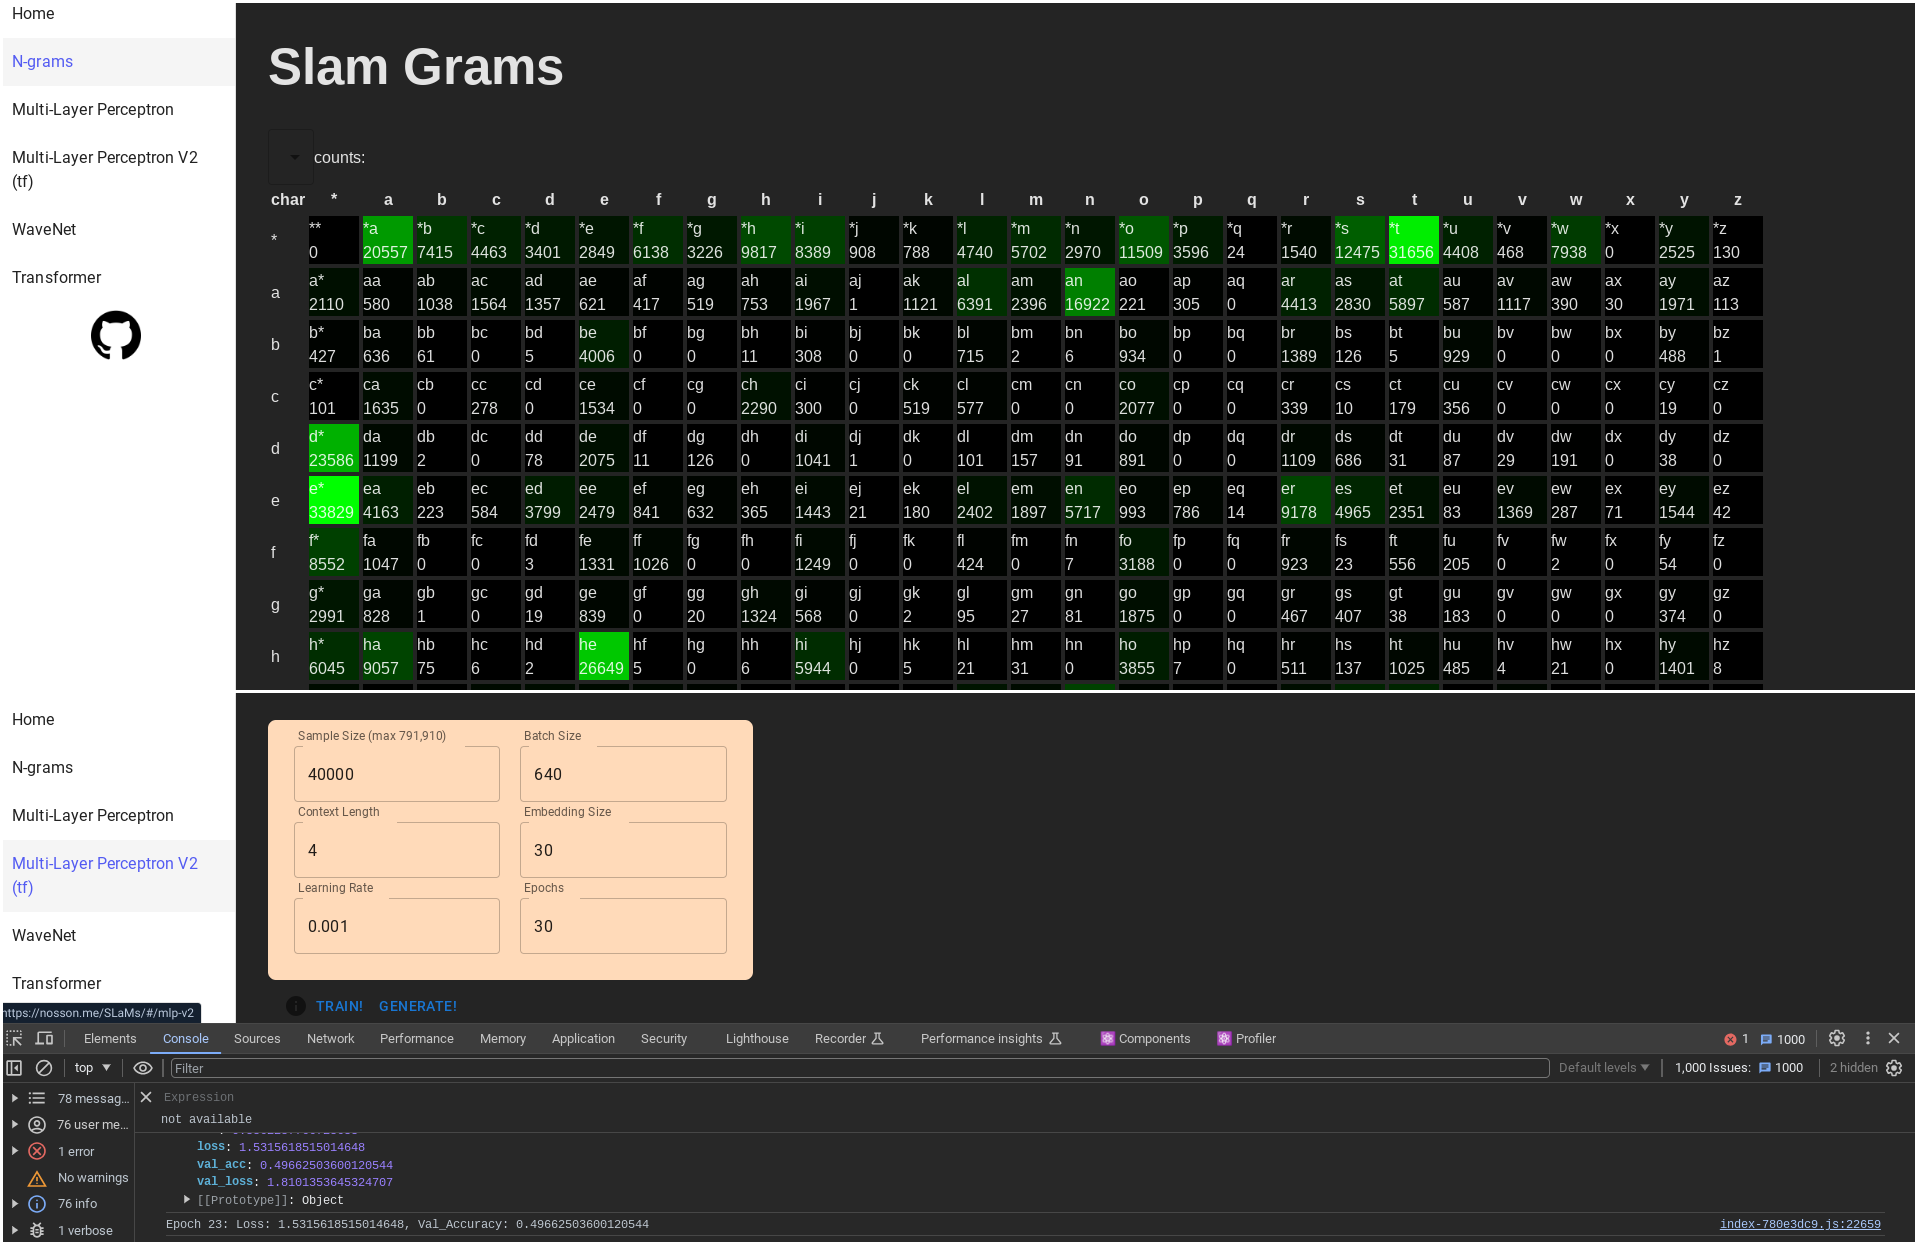 Home
N-grams
Multi-Layer Perceptron
Multi-Layer Perceptron V2
(tf)
WaveNet
Transformer
Slam Grams
counts:
char * a b c d e f g h i j k l m n o p q r s t u v w x y z
* ** *a *b *c *d *e *f *g *h *i *j *k *l *m *n *o *p *q *r *s *t *u *v *w *x *y *z
0 20557 7415 4463 3401 2849 6138 3226 9817 8389 908 788 4740 5702 2970 11509 3596 24 1540 12475 31656 4408 468 7938 0 2525 130
a a* aa ab ac ad ae af ag ah ai aj ak al am an ao ap aq ar as at au av aw ax ay az
2110 580 1038 1564 1357 621 417 519 753 1967 1 1121 6391 2396 16922 221 305 0 4413 2830 5897 587 1117 390 30 1971 113
b b* ba bb bc bd be bf bg bh bi bj bk bl bm bn bo bp bq br bs bt bu bv bw bx by bz
427 636 61 0 5 4006 0 0 11 308 0 0 715 2 6 934 0 0 1389 126 5 929 0 0 0 488 1
c c* ca cb cc cd ce cf cg ch ci cj ck cl cm cn co cp cq cr cs ct cu cv cw cx cy cz
101 1635 0 278 0 1534 0 0 2290 300 0 519 577 0 0 2077 0 0 339 10 179 356 0 0 0 19 0
d d* da db dc dd de df dg dh di dj dk dl dm dn do dp dq dr ds dt du dv dw dx dy dz
23586 1199 2 0 78 2075 11 126 0 1041 1 0 101 157 91 891 0 0 1109 686 31 87 29 191 0 38 0
e e* ea eb ec ed ee ef eg eh ei ej ek el em en eo ep eq er es et eu ev ew ex ey ez
33829 4163 223 584 3799 2479 841 632 365 1443 21 180 2402 1897 5717 993 786 14 9178 4965 2351 83 1369 287 71 1544 42
f f* fa fb fc fd fe ff fg fh fi fj fk fl fm fn fo fp fq fr fs ft fu fv fw fx fy fz
8552 1047 0 0 3 1331 1026 0 0 1249 0 0 424 0 7 3188 0 0 923 23 556 205 0 2 0 54 0
g g* ga gb gc gd ge gf gg gh gi gj gk gl gm gn go gp gq gr gs gt gu gv gw gx gy gz
2991 828 1 0 19 839 0 20 1324 568 0 2 95 27 81 1875 0 0 467 407 38 183 0 0 0 374 0
h h* ha hb hc hd he hf hg hh hi hj hk hl hm hn ho hp hq hr hs ht hu hv hw hx hy hz
6045 9057 75 6 2 26649 5 0 6 5944 0 5 21 31 0 3855 7 0 511 137 1025 485 4 21 0 1401 8
Home
N-grams
Multi-Layer Perceptron
Multi-Layer Perceptron V2
(tf)
WaveNet
Transformer
https://nosson.me/SLaMs/#/mlp-v2
Sample Size (max 791,910) Batch Size
40000 640
Context Length Embedding Size
4 30
Learning Rate Epochs
0.001 30
TRAIN! GENERATE!
Elements Console Sources Network Performance Memory Application Security Lighthouse Recorder Performance insights Components Profiler 1 1000
top Filter Default levels 1,000 Issues: 1000 2 hidden
78 messag...
76 user me...
1 error
No warnings
76 info
1 verbose
Expression
not available
loss: 1.5315618515014648
val_acc: 0.49662503600120544
val_loss: 1.8101353645324707
[[Prototype]]: Object
Epoch 23: Loss: 1.5315618515014648, Val_Accuracy: 0.49662503600120544 index-780e3dc9.js:22659